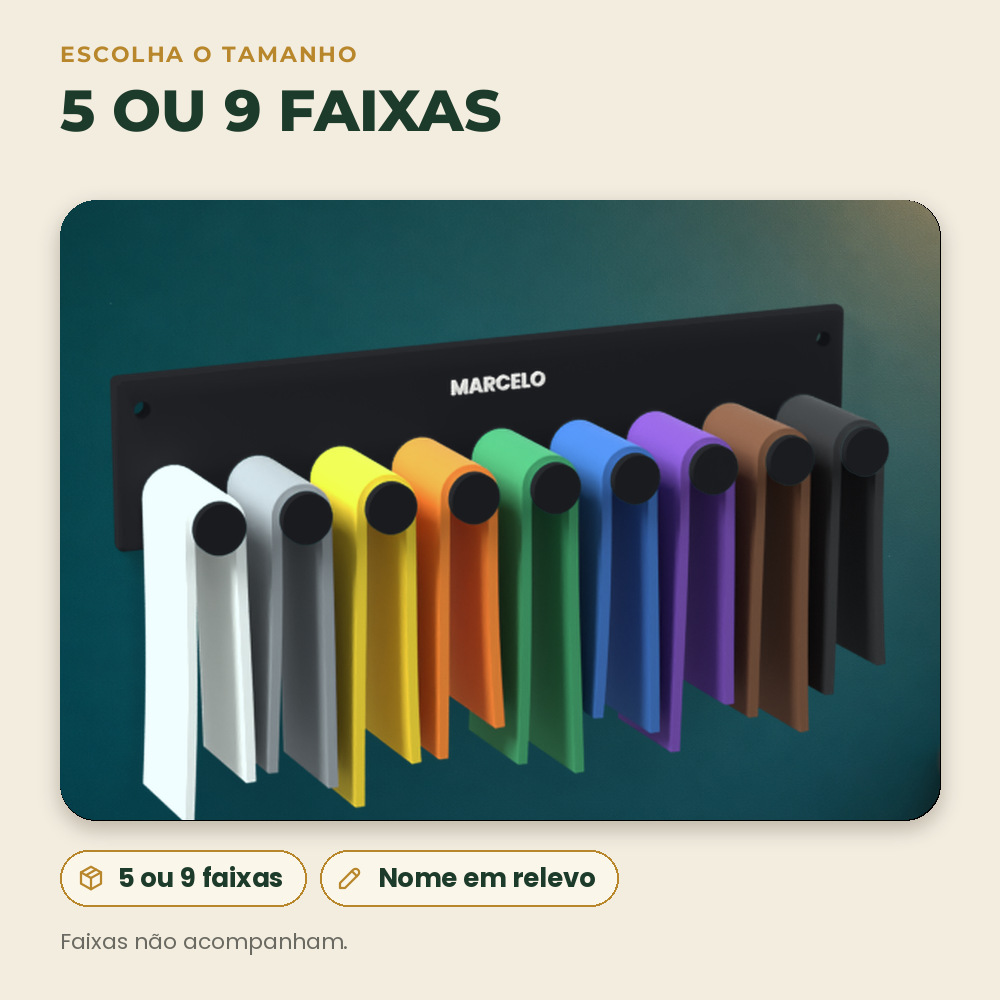 ESCOLHA O TAMANHO
5 OU 9 FAIXAS
MARCELO
5 ou 9 faixas
Nome em relevo
Faixas não acompanham.